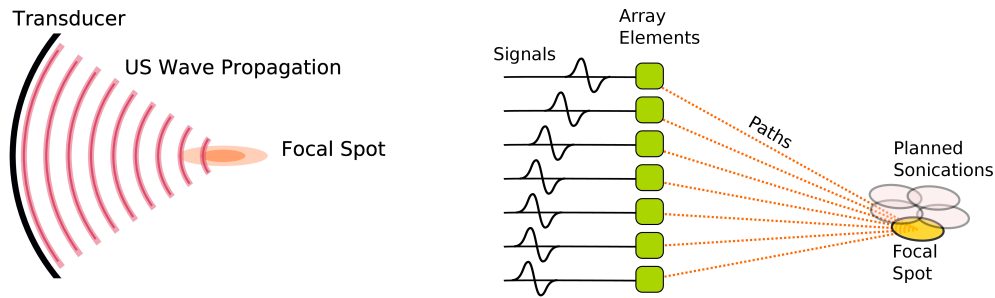 Transducer
US Wave Propagation
Focal Spot
Signals
Array
Elements
Paths
Planned
Sonications
Focal
Spot